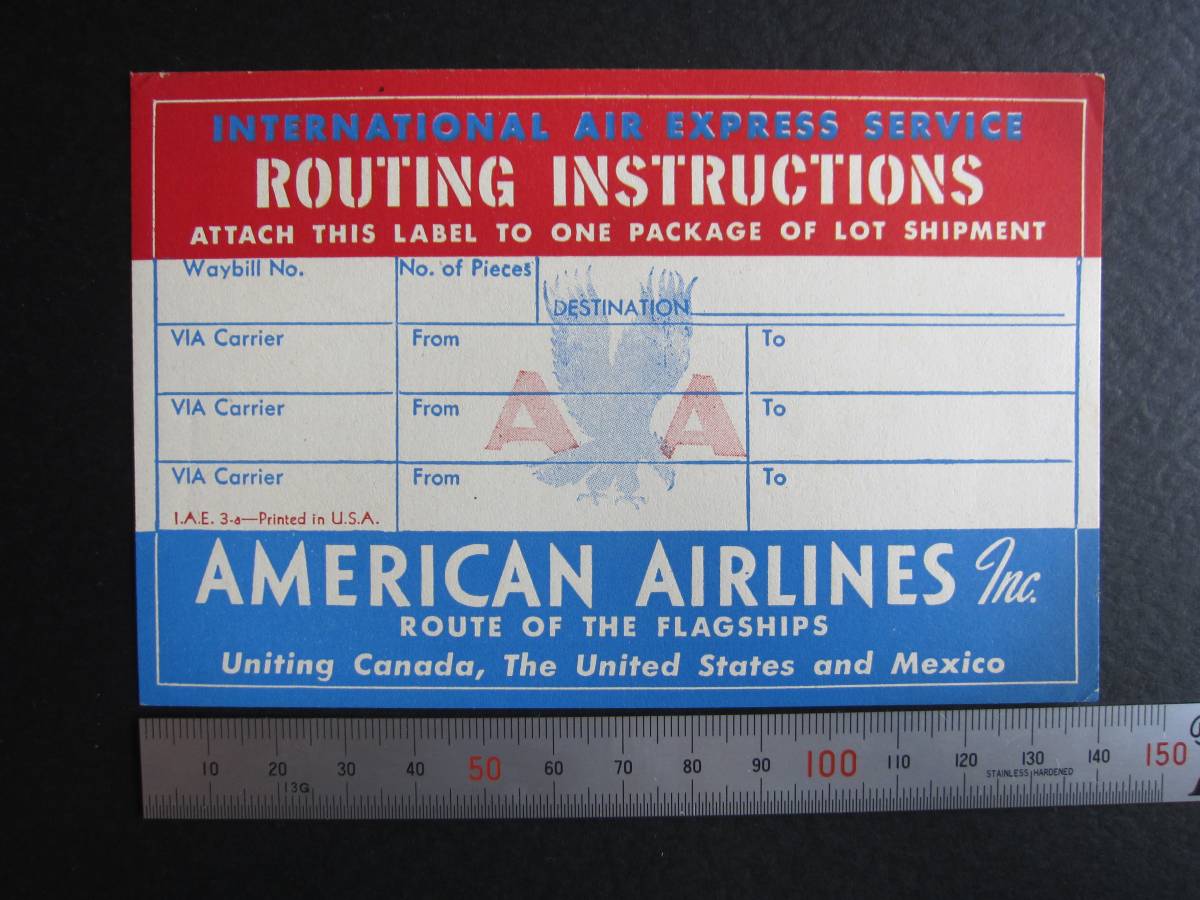 INTERNATIONAL AIR EXPRESS SERVICE
ROUTING INSTRUCTIONS
ATTACH THIS LABEL TO ONE PACKAGE OF LOT SHIPMENT
Waybill No. No. of Pieces
DESTINATION
VIA Carrier From To
A A
VIA Carrier From To
VIA Carrier From To
I.A.E. 3-a—Printed in U.S.A.
AMERICAN AIRLINES Inc.
ROUTE OF THE FLAGSHIPS
Uniting Canada, The United States and Mexico
10 20 30 40 50 60 70 80 90 100 110 120 130 140 150
13G STAINLESS HARDENED